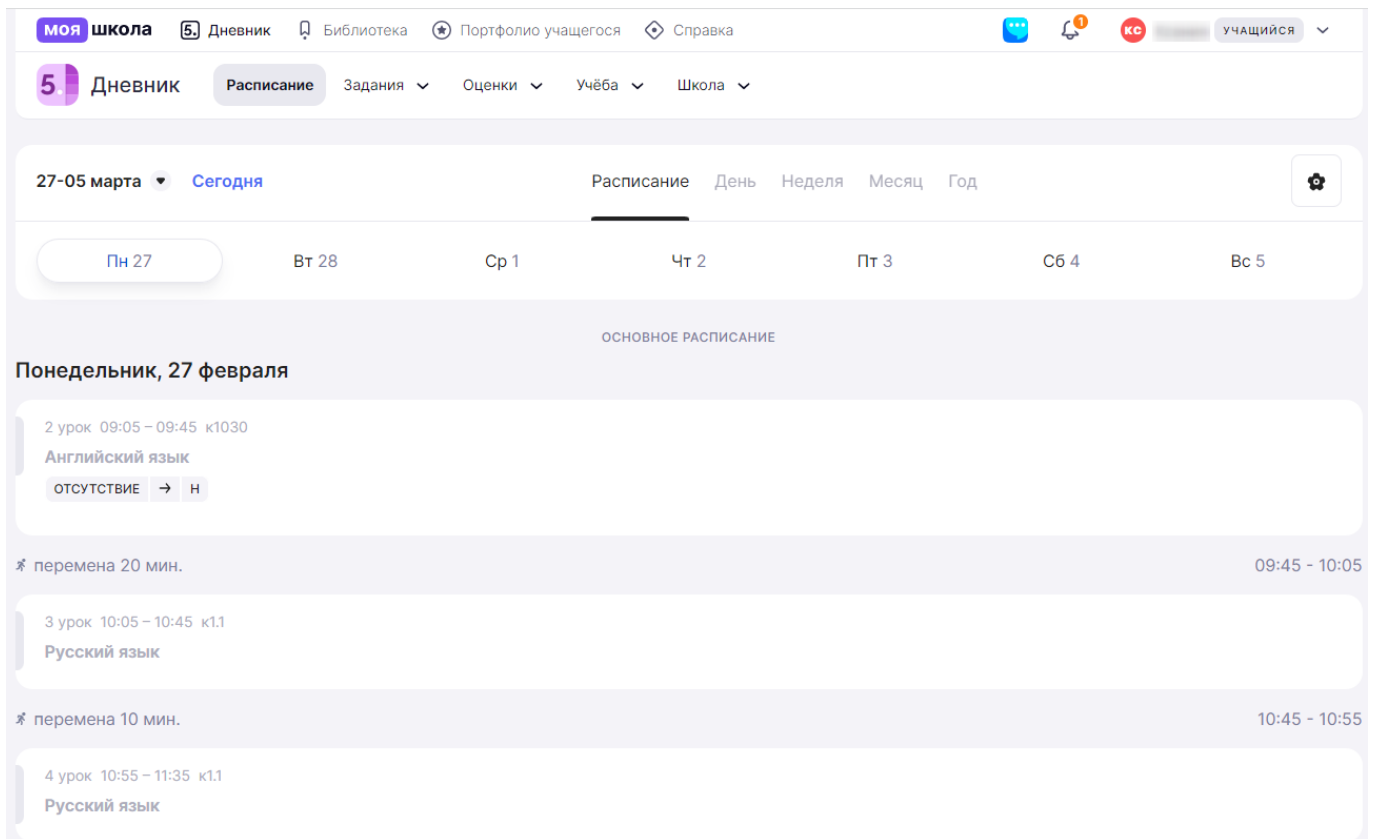 моя школа 5. Дневник Библиотека Портфолио учащегося Справка 1 КС УЧАЩИЙСЯ
5. Дневник Расписание Задания Оценки Учёба Школа
27-05 марта Сегодня Расписание День Неделя Месяц Год
Пн 27 Вт 28 Ср 1 Чт 2 Пт 3 Сб 4 Вс 5
ОСНОВНОЕ РАСПИСАНИЕ
Понедельник, 27 февраля
2 урок 09:05 – 09:45 к1030
Английский язык
ОТСУТСТВИЕ → Н
перемена 20 мин. 09:45 - 10:05
3 урок 10:05 – 10:45 к1.1
Русский язык
перемена 10 мин. 10:45 - 10:55
4 урок 10:55 – 11:35 к1.1
Русский язык